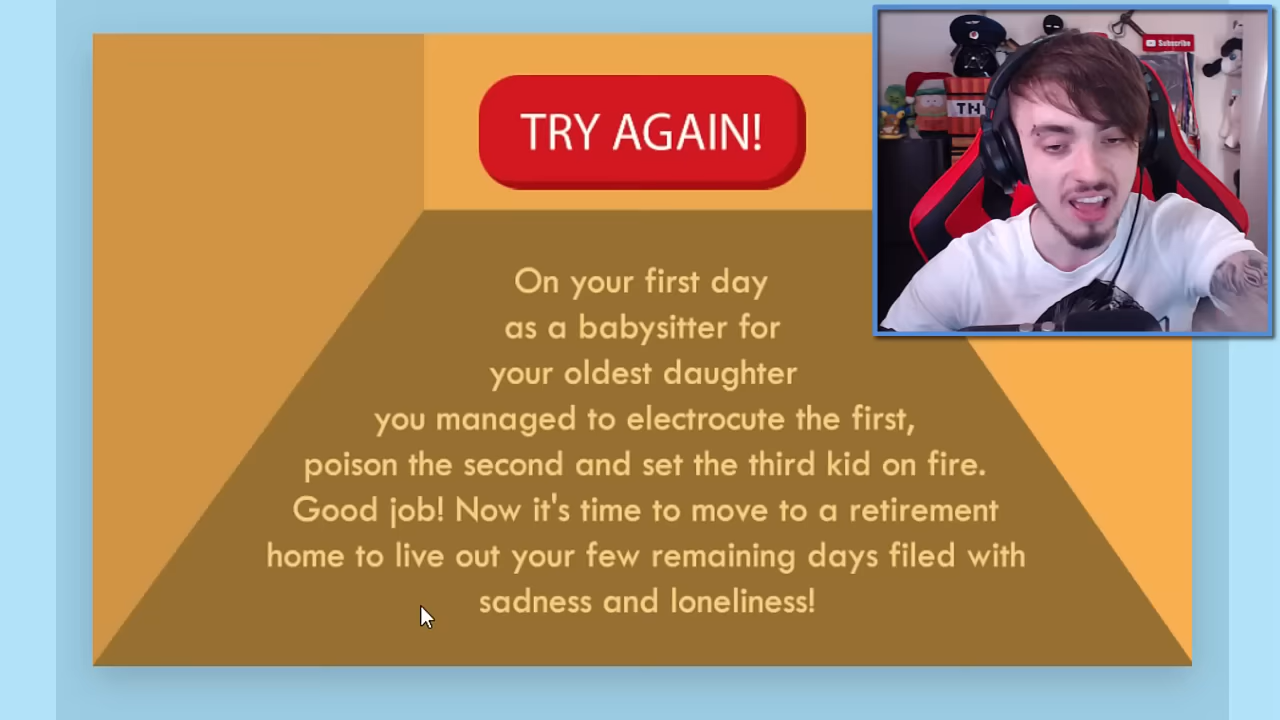 TRY AGAIN!
Subscribe
TNT
On your first day
as a babysitter for
your oldest daughter
you managed to electrocute the first,
poison the second and set the third kid on fire.
Good job! Now it's time to move to a retirement
home to live out your few remaining days filed with
sadness and loneliness!